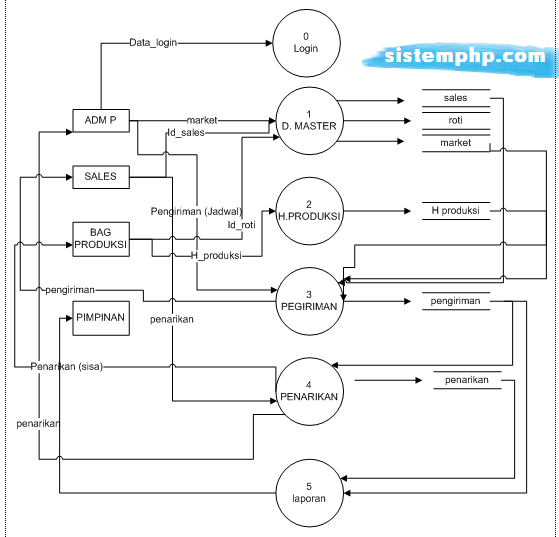 0
Login
Data_login
sistemphp.com
ADM P
market
Id_sales
1
D. MASTER
sales
roti
market
SALES
Pengiriman (Jadwal)
Id_roti
2
H.PRODUKSI
H produksi
BAG
PRODUKSI
H_produksi
pengiriman
3
PEGIRIMAN
pengiriman
PIMPINAN
penarikan
Penarikan (sisa)
4
PENARIKAN
penarikan
penarikan
5
laporan